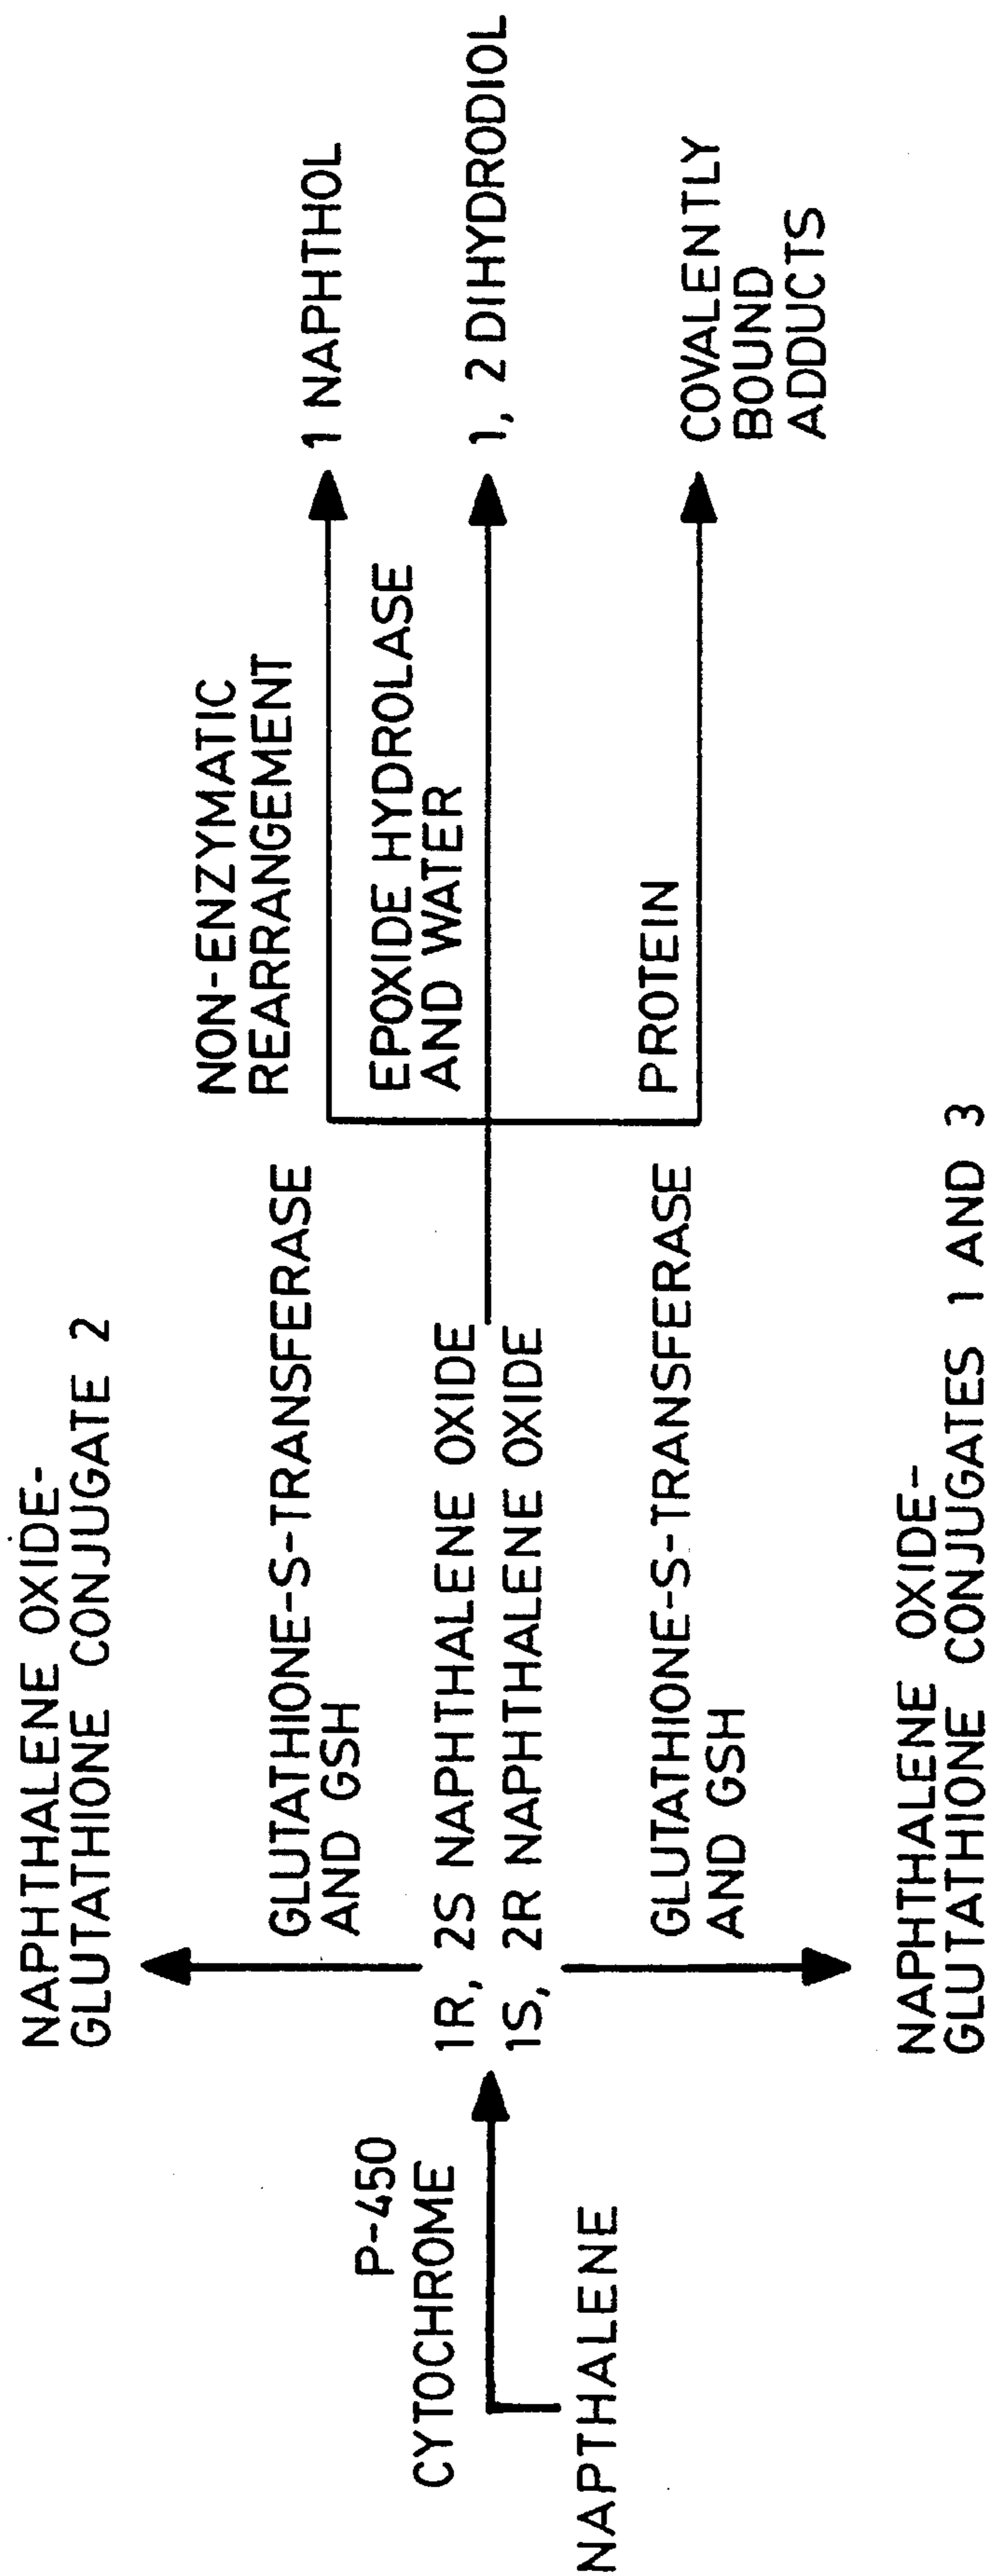 NAPHTHALENE OXIDE-
GLUTATHIONE CONJUGATE 2
GLUTATHIONE-S-TRANSFERASE
AND GSH
NON-ENZYMATIC
REARRANGEMENT
1 NAPHTHOL
P-450
CYTOCHROME
NAPTHALENE
1R, 2S NAPHTHALENE OXIDE
1S, 2R NAPHTHALENE OXIDE
EPOXIDE HYDROLASE
AND WATER
1, 2 DIHYDRODIOL
GLUTATHIONE-S-TRANSFERASE
AND GSH
PROTEIN
COVALENTLY
BOUND
ADDUCTS
NAPHTHALENE OXIDE-
GLUTATHIONE CONJUGATES 1 AND 3